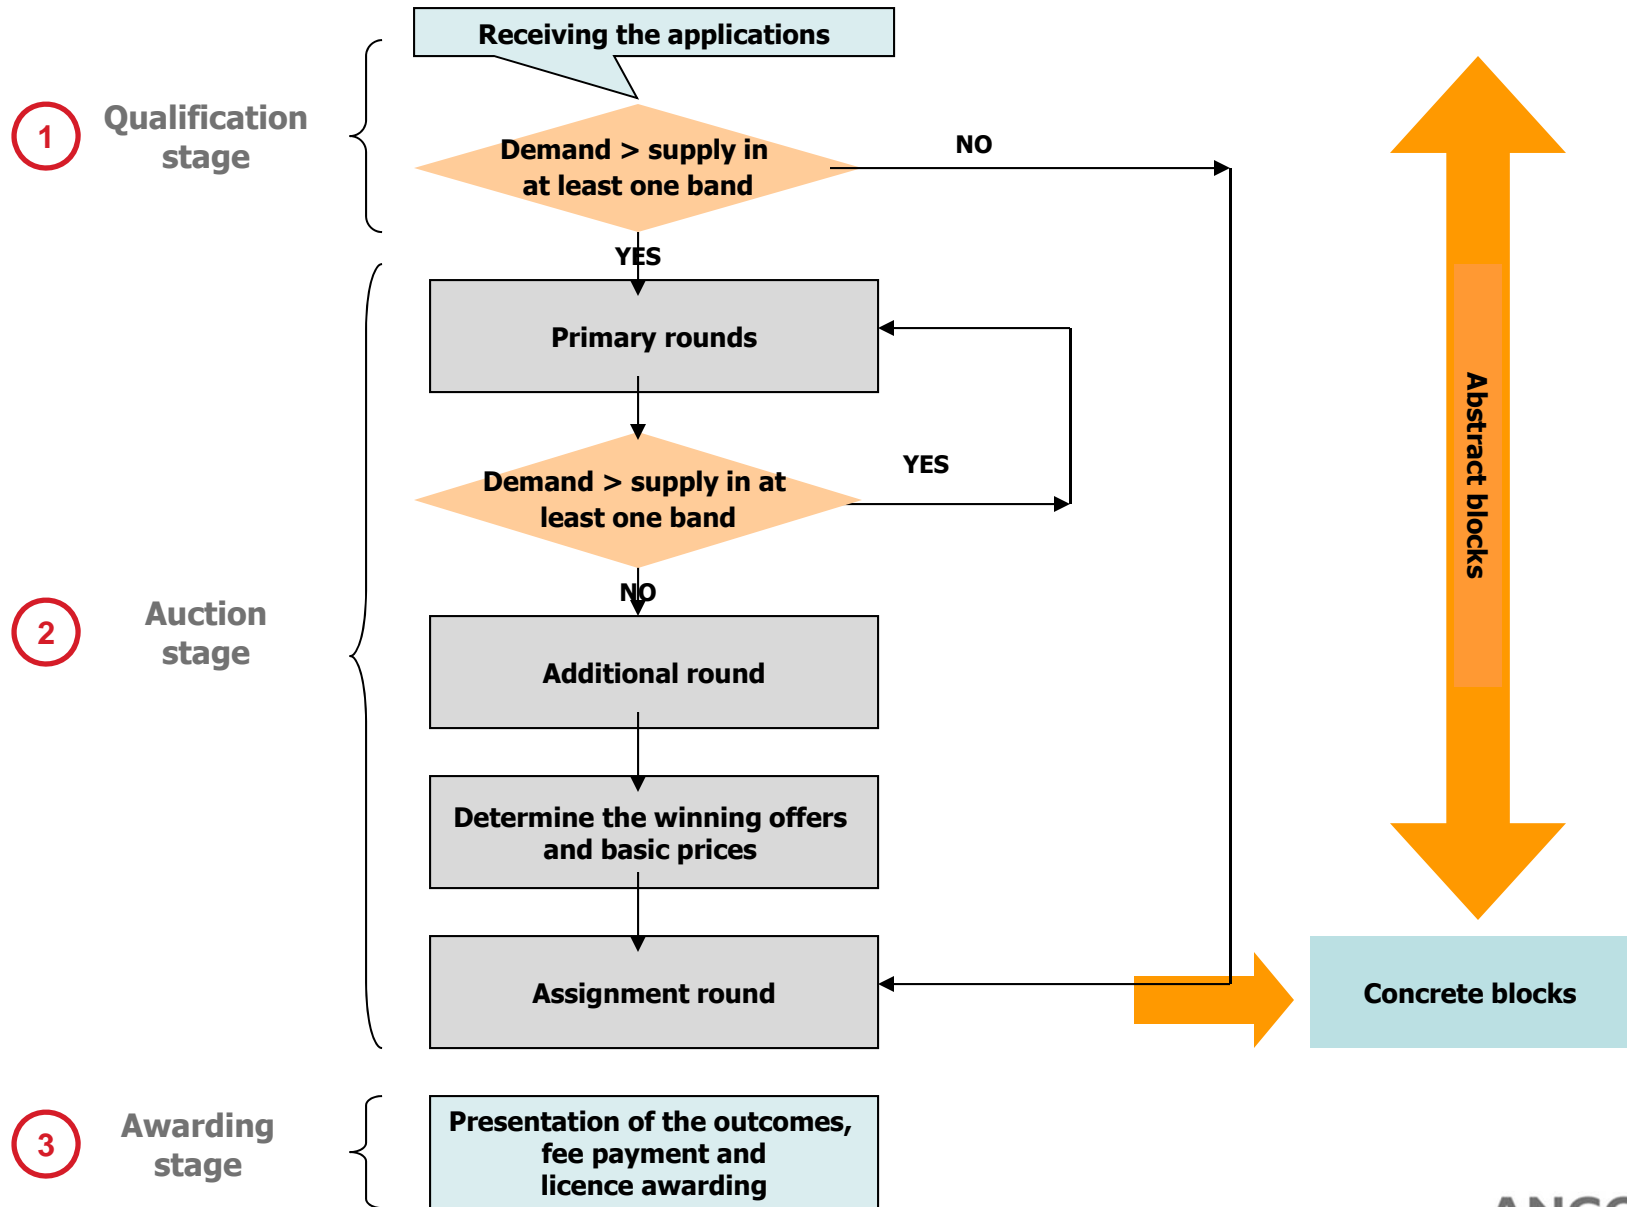 Receiving the applications
1
Qualification
stage
Demand > supply in
at least one band
NO
YES
Primary rounds
Demand > supply in at
least one band
YES
NO
2
Auction
stage
Additional round
Determine the winning offers
and basic prices
Assignment round
Abstract blocks
Concrete blocks
3
Awarding
stage
Presentation of the outcomes,
fee payment and
licence awarding